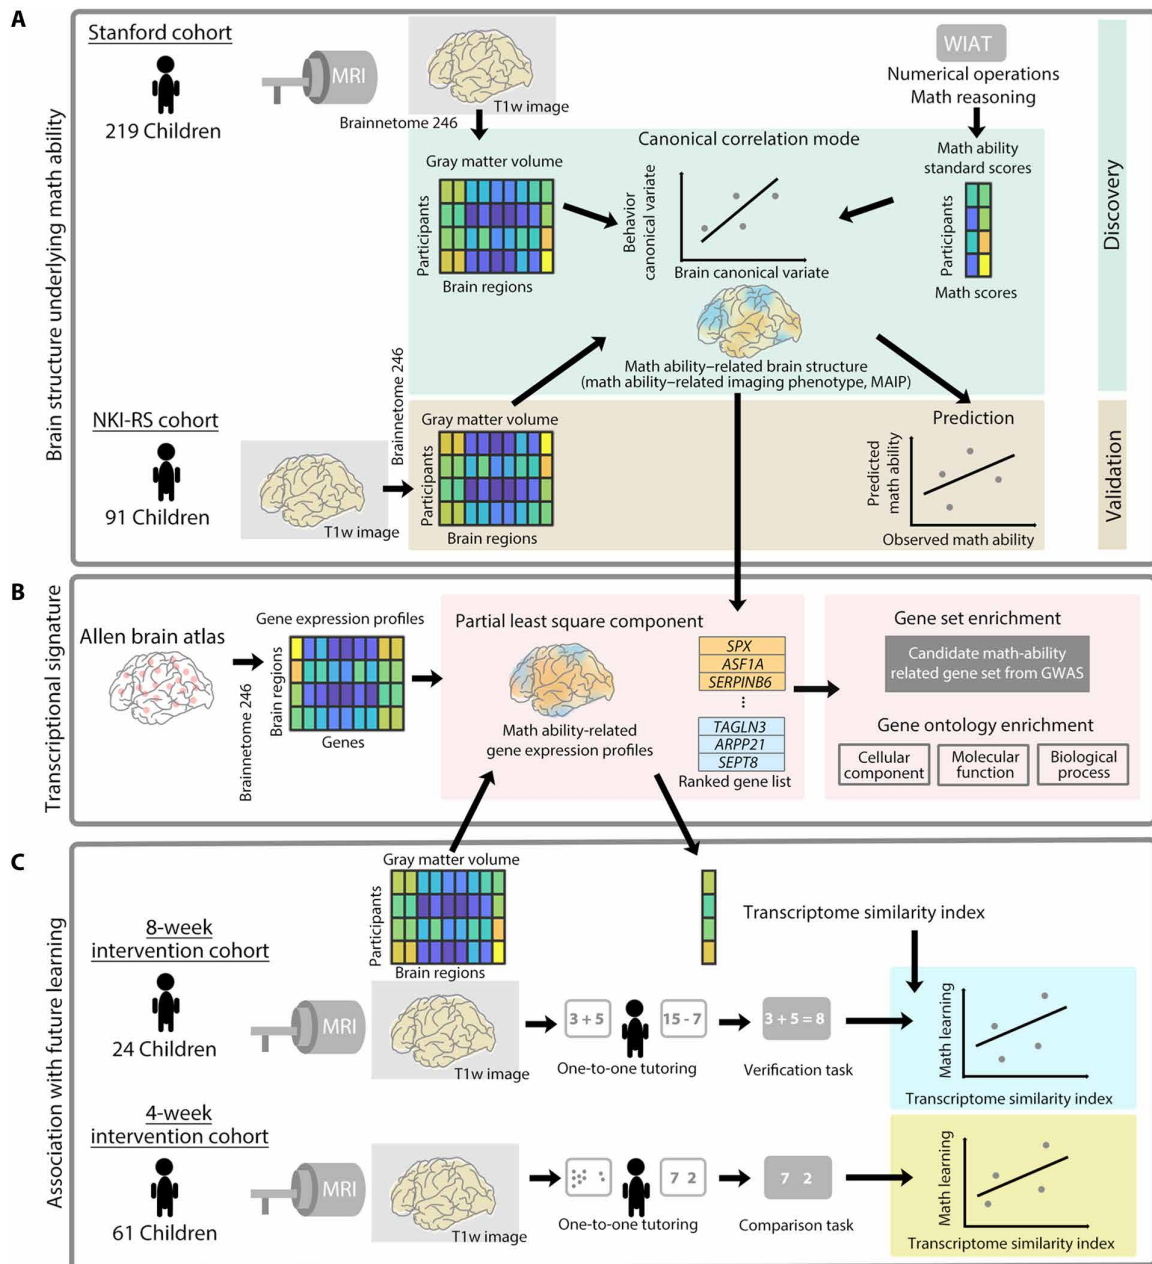 A
Brain structure underlying math ability
Stanford cohort
219 Children
MRI
T1w image
Brainnetome 246
WIAT
Numerical operations
Math reasoning
Discovery
Canonical correlation mode
Gray matter volume
Participants
Brain regions
Behavior
canonical variate
Brain canonical variate
Math ability
standard scores
Participants
Math scores
Math ability–related brain structure
(math ability–related imaging phenotype, MAIP)
NKI-RS cohort
91 Children
T1w image
Brainnetome 246
Gray matter volume
Participants
Brain regions
Prediction
Predicted
math ability
Observed math ability
Validation
B
Transcriptional signature
Allen brain atlas
Brainnetome 246
Gene expression profiles
Brain regions
Genes
Partial least square component
Math ability-related
gene expression profiles
SPX
ASF1A
SERPINB6
...
TAGLN3
ARPP21
SEPT8
Ranked gene list
Gene set enrichment
Candidate math-ability
related gene set from GWAS
Gene ontology enrichment
Cellular
component
Molecular
function
Biological
process
C
Association with future learning
Gray matter volume
Participants
Brain regions
Transcriptome similarity index
8-week
intervention cohort
24 Children
MRI
T1w image
3 + 5
15 - 7
One-to-one tutoring
3 + 5 = 8
Verification task
Math learning
Transcriptome similarity index
4-week
intervention cohort
61 Children
MRI
T1w image
7 2
One-to-one tutoring
7 2
Comparison task
Math learning
Transcriptome similarity index